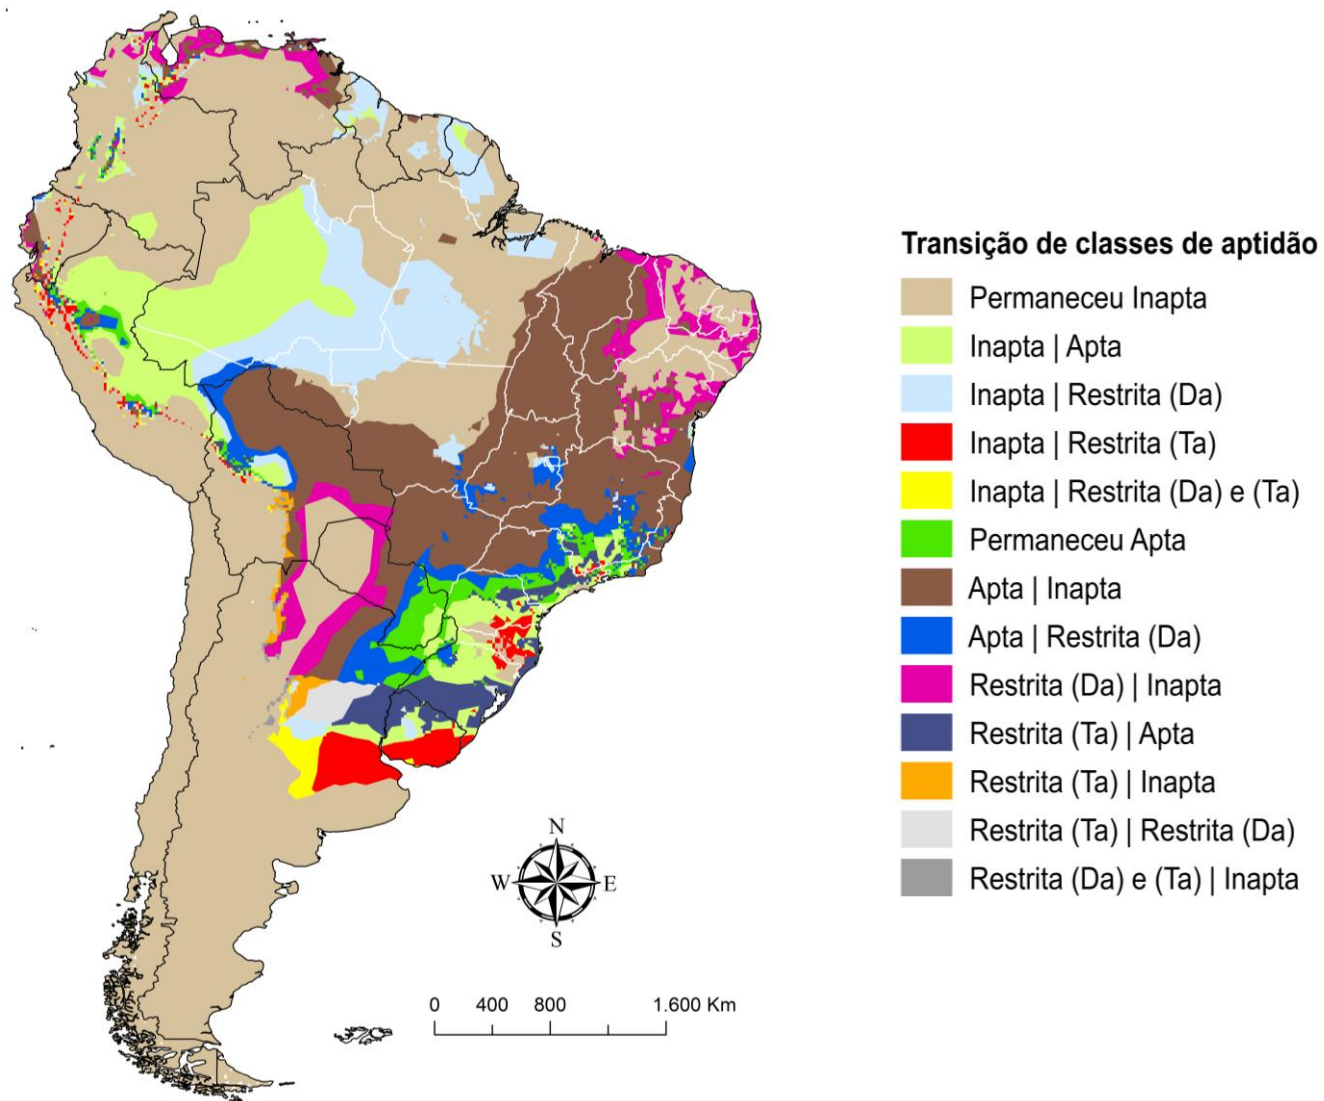 Transição de classes de aptidão
Permaneceu Inapta
Inapta | Apta
Inapta | Restrita (Da)
Inapta | Restrita (Ta)
Inapta | Restrita (Da) e (Ta)
Permaneceu Apta
Apta | Inapta
Apta | Restrita (Da)
Restrita (Da) | Inapta
Restrita (Ta) | Apta
Restrita (Ta) | Inapta
Restrita (Ta) | Restrita (Da)
Restrita (Da) e (Ta) | Inapta
N
W E
S
0 400 800 1.600 Km